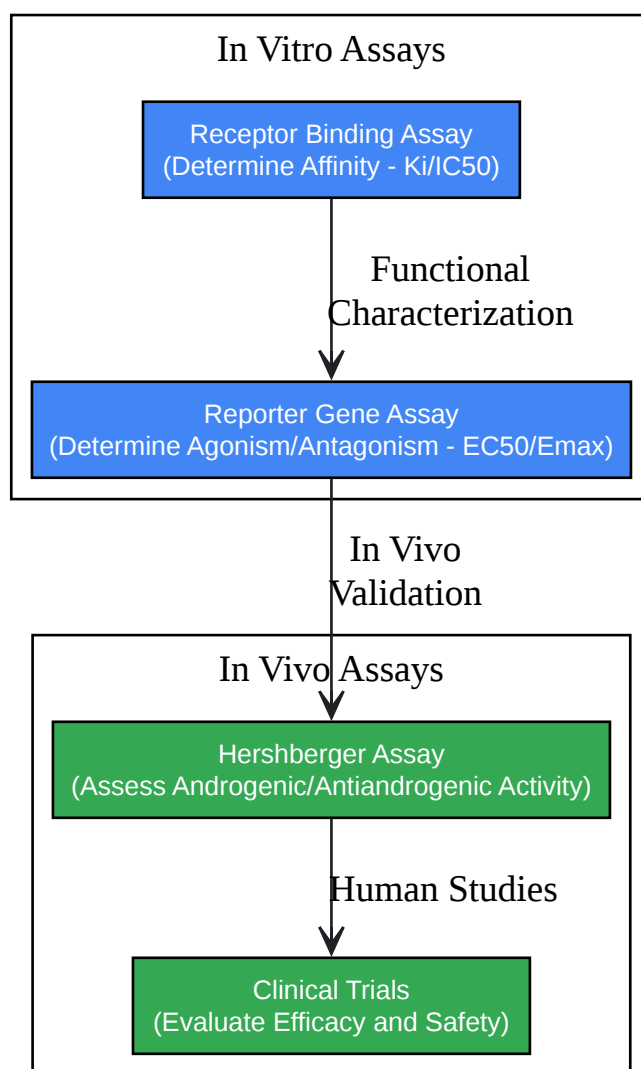 In Vitro Assays
Receptor Binding Assay
(Determine Affinity - Ki/IC50)
Functional
Characterization
Reporter Gene Assay
(Determine Agonism/Antagonism - EC50/Emax)
In Vivo
Validation
In Vivo Assays
Hershberger Assay
(Assess Androgenic/Antiandrogenic Activity)
Human Studies
Clinical Trials
(Evaluate Efficacy and Safety)